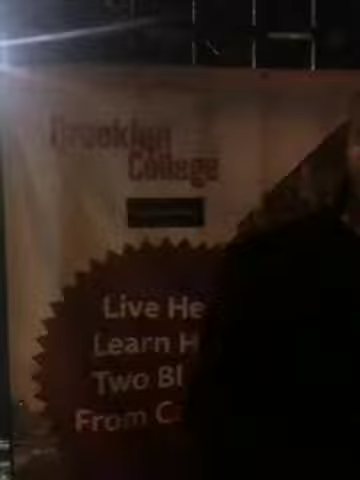 Brooklyn
College
Live He
Learn H
Two Bl
From C